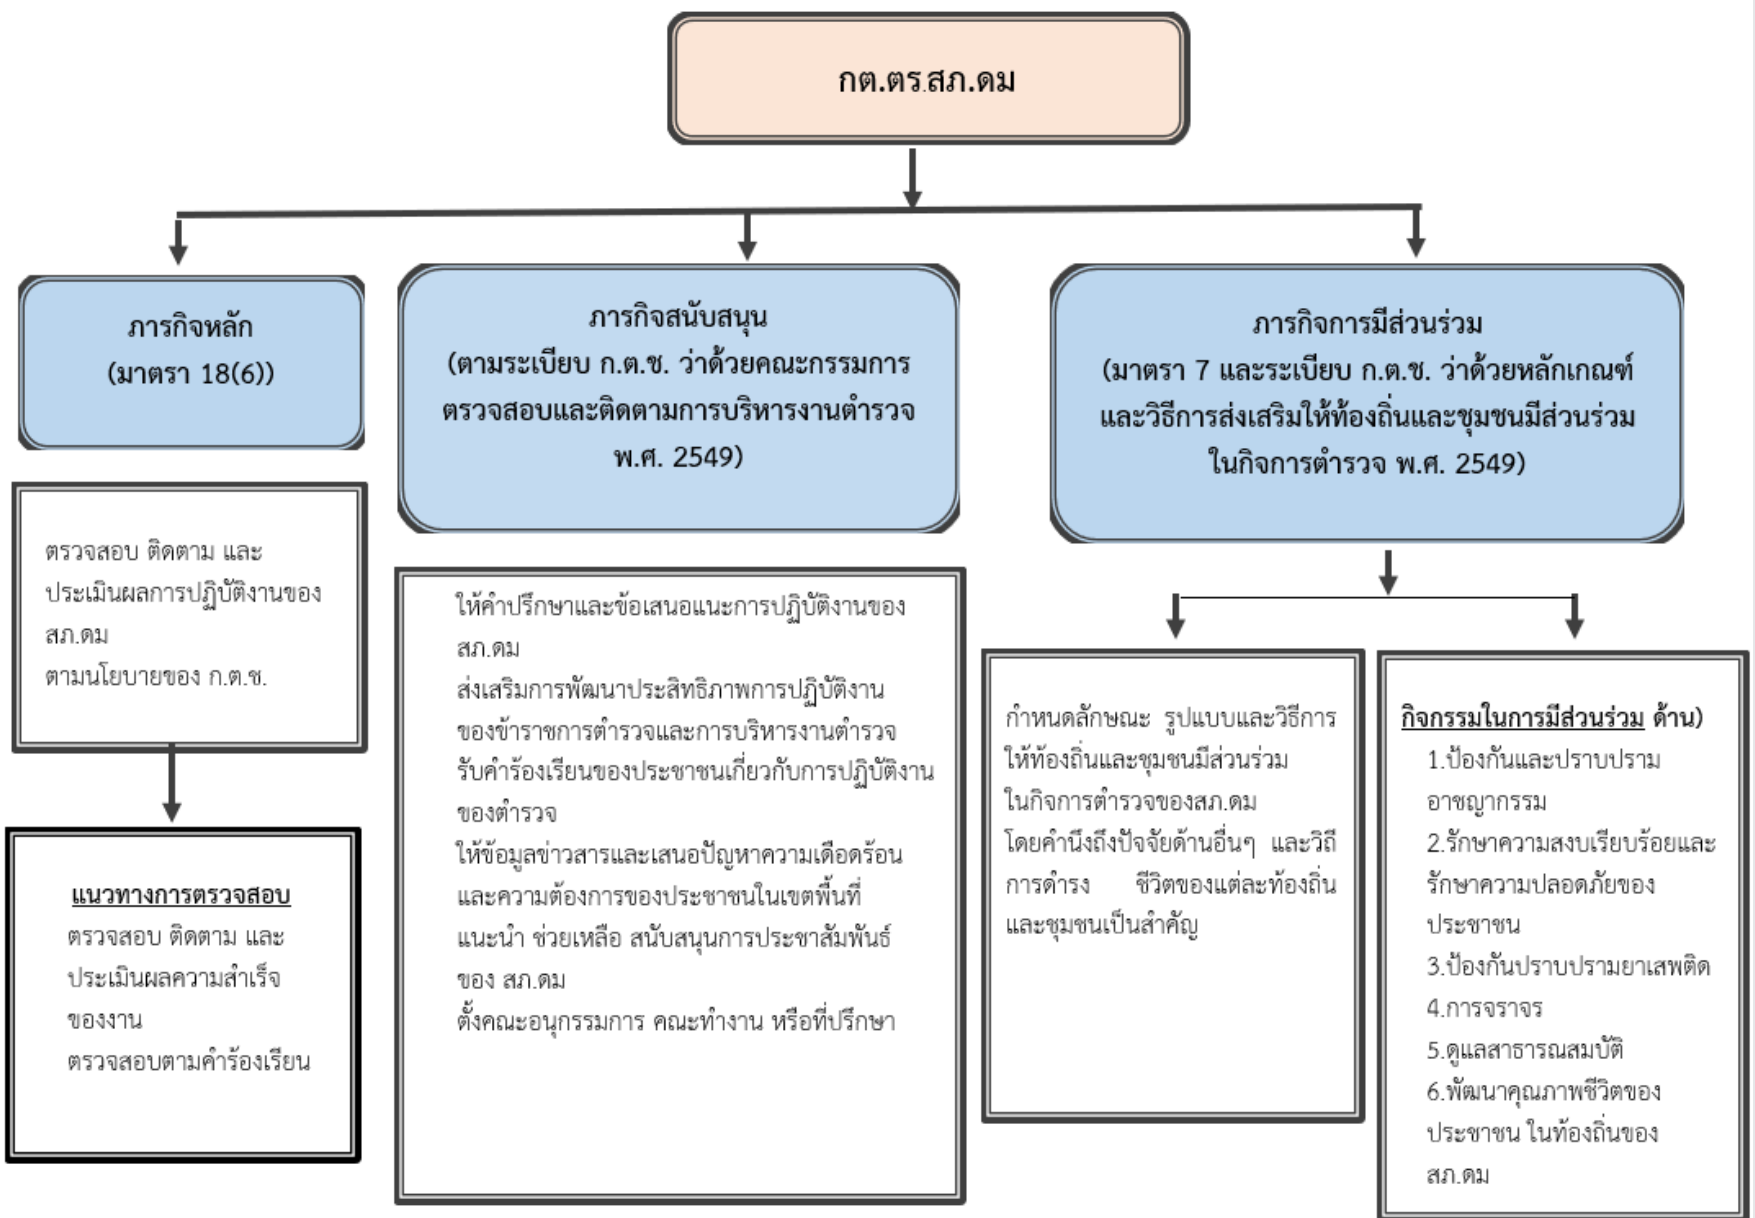 กต.ตร.สภ.ดม
ภารกิจหลัก
(มาตรา 18(6))
ภารกิจสนับสนุน
(ตามระเบียบ ก.ต.ช. ว่าด้วยคณะกรรมการ
ตรวจสอบและติดตามการบริหารงานตำรวจ
พ.ศ. 2549)
ภารกิจการมีส่วนร่วม
(มาตรา 7 และระเบียบ ก.ต.ช. ว่าด้วยหลักเกณฑ์
และวิธีการส่งเสริมให้ท้องถิ่นและชุมชนมีส่วนร่วม
ในกิจการตำรวจ พ.ศ. 2549)
ตรวจสอบ ติดตาม และ
ประเมินผลการปฏิบัติงานของ
สภ.ดม
ตามนโยบายของ ก.ต.ช.
แนวทางการตรวจสอบ
ตรวจสอบ ติดตาม และ
ประเมินผลความสำเร็จ
ของงาน
ตรวจสอบตามคำร้องเรียน
ให้คำปรึกษาและข้อเสนอแนะการปฏิบัติงานของ
สภ.ดม
ส่งเสริมการพัฒนาประสิทธิภาพการปฏิบัติงาน
ของข้าราชการตำรวจและการบริหารงานตำรวจ
รับคำร้องเรียนของประชาชนเกี่ยวกับการปฏิบัติงาน
ของตำรวจ
ให้ข้อมูลข่าวสารและเสนอปัญหาความเดือดร้อน
และความต้องการของประชาชนในเขตพื้นที่
แนะนำ ช่วยเหลือ สนับสนุนการประชาสัมพันธ์
ของ สภ.ดม
ตั้งคณะอนุกรรมการ คณะทำงาน หรือที่ปรึกษา
กำหนดลักษณะ รูปแบบและวิธีการ
ให้ท้องถิ่นและชุมชนมีส่วนร่วม
ในกิจการตำรวจของสภ.ดม
โดยคำนึงถึงปัจจัยด้านอื่นๆ และวิถี
การดำรง ชีวิตของแต่ละท้องถิ่น
และชุมชนเป็นสำคัญ
กิจกรรมในการมีส่วนร่วม ด้าน)
1.ป้องกันและปราบปราม
อาชญากรรม
2.รักษาความสงบเรียบร้อยและ
รักษาความปลอดภัยของ
ประชาชน
3.ป้องกันปราบปรามยาเสพติด
4.การจราจร
5.ดูแลสาธารณสมบัติ
6.พัฒนาคุณภาพชีวิตของ
ประชาชน ในท้องถิ่นของ
สภ.ดม